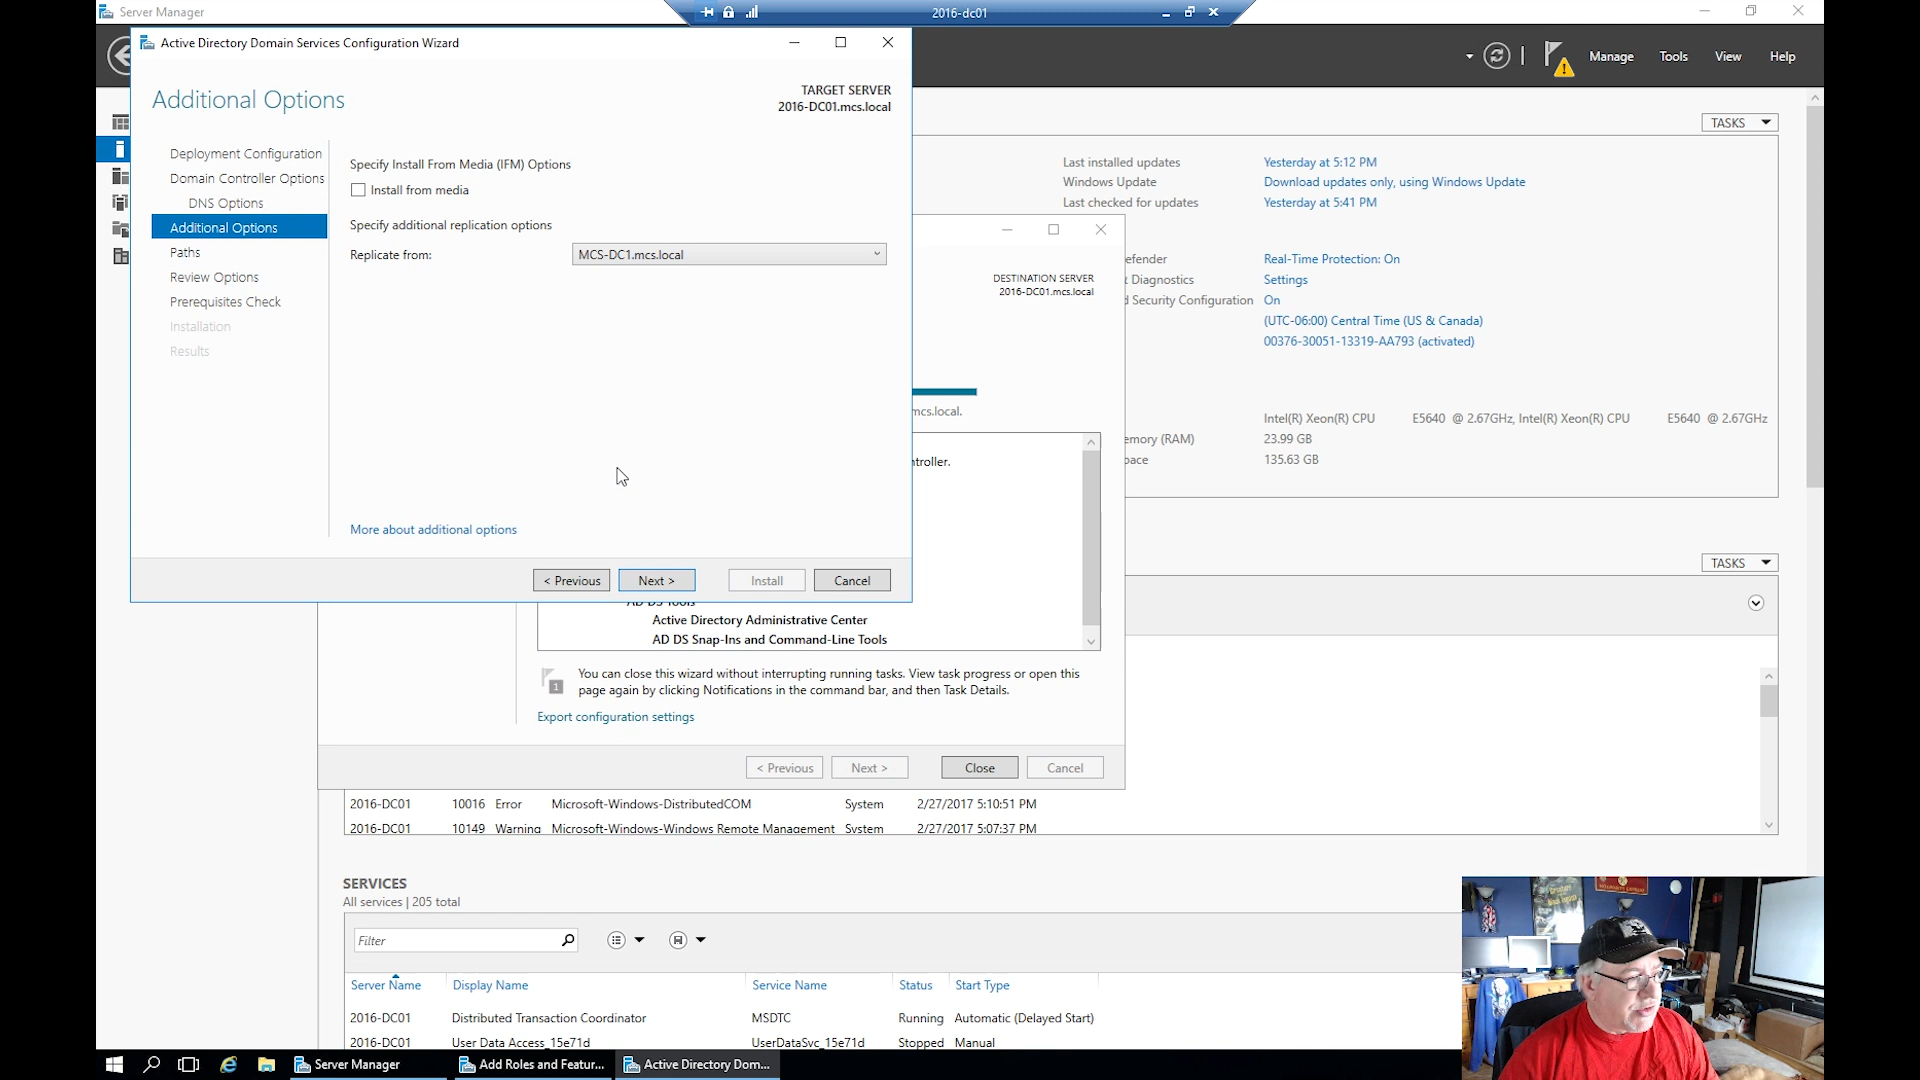 Server Manager
2016-dc01
Active Directory Domain Services Configuration Wizard
Manage Tools View Help
Additional Options
TARGET SERVER
2016-DC01.mcs.local
Deployment Configuration
Domain Controller Options
DNS Options
Additional Options
Paths
Review Options
Prerequisites Check
Installation
Results
Specify Install From Media (IFM) Options
Install from media
Specify additional replication options
Replicate from: MCS-DC1.mcs.local
More about additional options
< Previous Next > Install Cancel
TASKS
Last installed updates Yesterday at 5:12 PM
Windows Update Download updates only, using Windows Update
Last checked for updates Yesterday at 5:41 PM
efender Real-Time Protection: On
t Diagnostics Settings
d Security Configuration On
(UTC-06:00) Central Time (US & Canada)
00376-30051-13319-AA793 (activated)
Intel(R) Xeon(R) CPU E5640 @ 2.67GHz, Intel(R) Xeon(R) CPU E5640 @ 2.67GHz
emory (RAM) 23.99 GB
pace 135.63 GB
DESTINATION SERVER
2016-DC01.mcs.local
mcs.local.
ntroller.
AD DS Tools
Active Directory Administrative Center
AD DS Snap-Ins and Command-Line Tools
1
You can close this wizard without interrupting running tasks. View task progress or open this
page again by clicking Notifications in the command bar, and then Task Details.
Export configuration settings
< Previous Next > Close Cancel
TASKS
2016-DC01 10016 Error Microsoft-Windows-DistributedCOM System 2/27/2017 5:10:51 PM
2016-DC01 10149 Warning Microsoft-Windows-Windows Remote Management System 2/27/2017 5:07:37 PM
SERVICES
All services | 205 total
Filter
Server Name Display Name Service Name Status Start Type
2016-DC01 Distributed Transaction Coordinator MSDTC Running Automatic (Delayed Start)
2016-DC01 User Data Access_15e71d UserDataSvc_15e71d Stopped Manual
Server Manager
Add Roles and Featur...
Active Directory Dom...